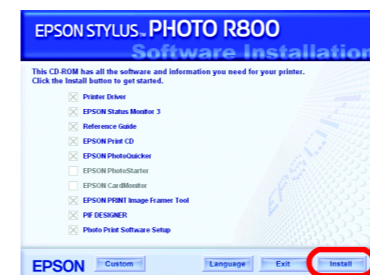 EPSON STYLUS™ PHOTO R800
Software Installation
This CD-ROM has all the software and information you need for your printer.
Click the Install button to get started.
Printer Driver
EPSON Status Monitor 3
Reference Guide
EPSON Print CD
EPSON PhotoQuicker
EPSON PhotoStarter
EPSON CardMonitor
EPSON PRINT Image Framer Tool
PIF DESIGNER
Photo Print Software Setup
EPSON
EPSON Custom Language Exit Install